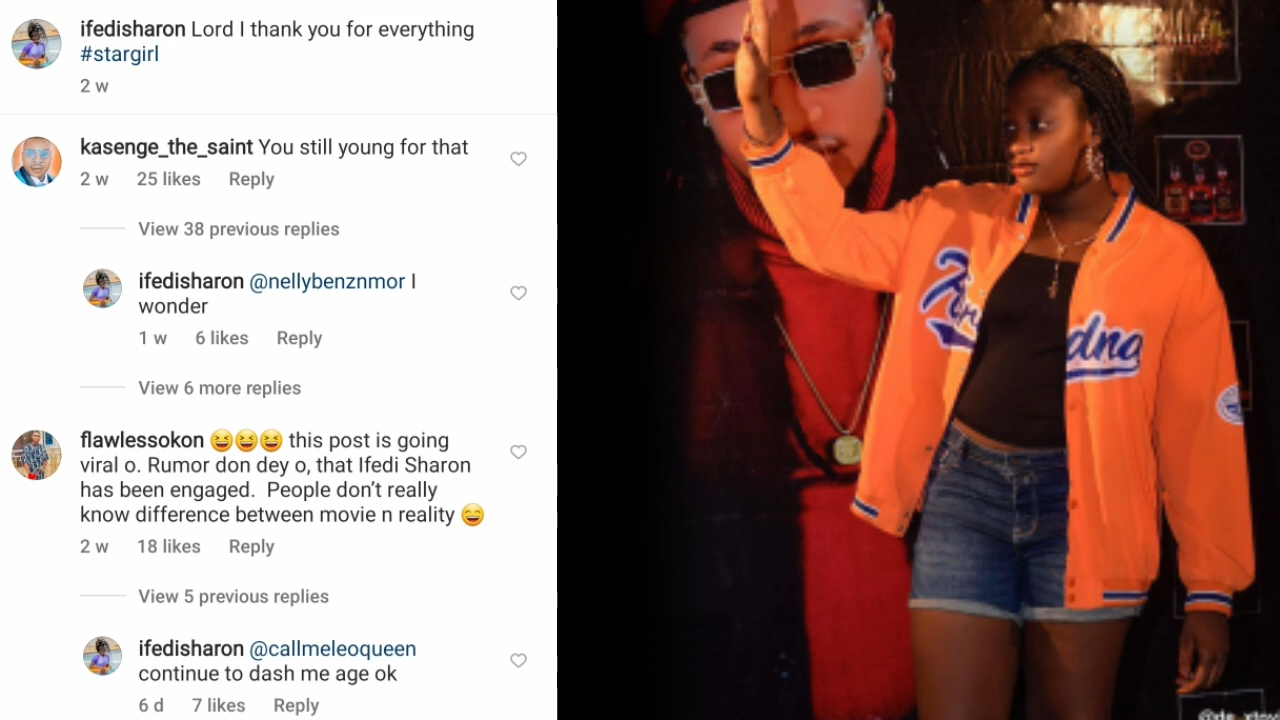 ifedisharon Lord I thank you for everything
#stargirl
2 w
kasenge_the_saint You still young for that
2 w 25 likes Reply
View 38 previous replies
ifedisharon @nellybenznmor I
wonder
1 w 6 likes Reply
View 6 more replies
flawlessokon 😆😆😆 this post is going
viral o. Rumor don dey o, that Ifedi Sharon
has been engaged. People don’t really
know difference between movie n reality 😄
2 w 18 likes Reply
View 5 previous replies
ifedisharon @callmeleoqueen
continue to dash me age ok
6 d 7 likes Reply